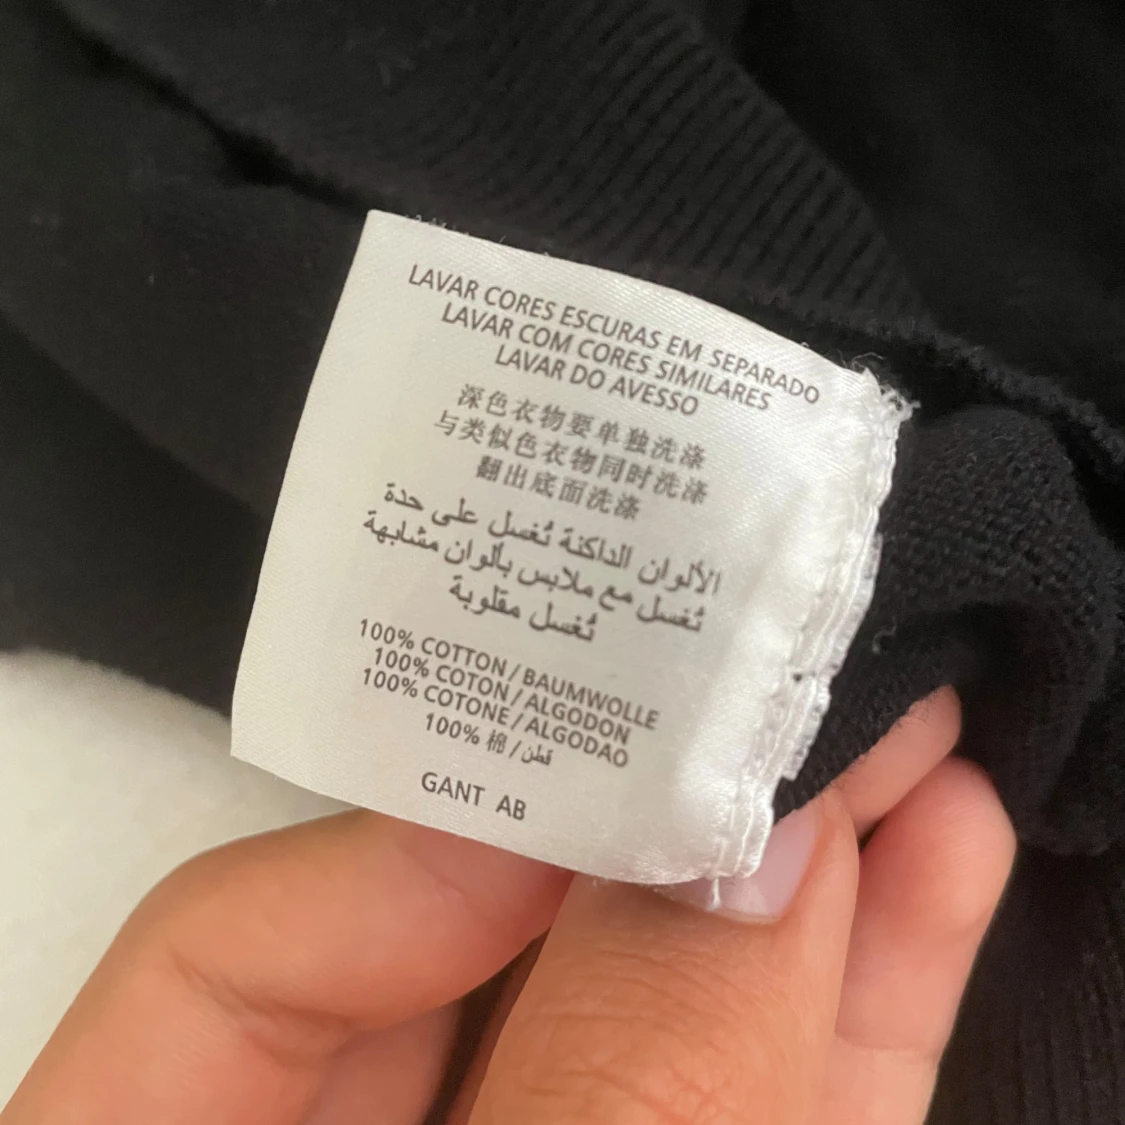 LAVAR CORES ESCURAS EM SEPARADO
LAVAR COM CORES SIMILARES
LAVAR DO AVESSO
深色衣物要单独洗涤
与类似色衣物同时洗涤
翻出底面洗涤
الألوان الداكنة تُغسل على حدة
تُغسل مع ملابس بألوان مشابهة
تُغسل مقلوبة
100% COTTON / BAUMWOLLE
100% COTON / ALGODON
100% COTONE / ALGODAO
100% 棉 / قطن
GANT AB